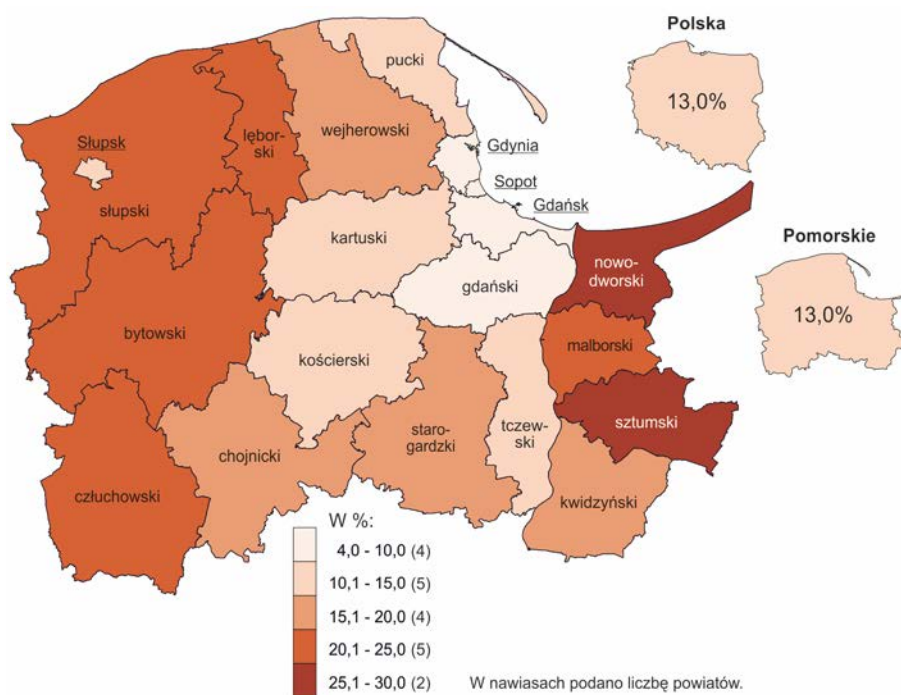 Polska
13,0%
pucki
Słupsk
lębor-
ski
wejherowski
Gdynia
Sopot
Gdańsk
słupski
Pomorskie
13,0%
kartuski
nowo-
dworski
gdański
bytowski
malborski
kościerski
sztumski
staro-
gardzki
tczew-
ski
chojnicki
człuchowski
kwidzyński
W %:
4,0 - 10,0 (4)
10,1 - 15,0 (5)
15,1 - 20,0 (4)
20,1 - 25,0 (5)
25,1 - 30,0 (2)
W nawiasach podano liczbę powiatów.